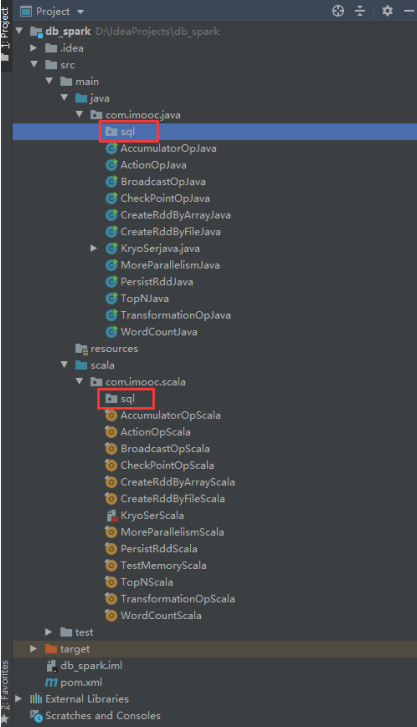 Project
1: Project
db_spark D:\IdeaProjects\db_spark
.idea
src
main
java
com.imooc.java
sql
AccumulatorOpJava
ActionOpJava
BroadcastOpJava
CheckPointOpJava
CreateRddByArrayJava
CreateRddByFileJava
KryoSerjava.java
MoreParallelismJava
PersistRddJava
TopNJava
TransformationOpJava
WordCountJava
resources
scala
com.imooc.scala
sql
AccumulatorOpScala
ActionOpScala
BroadcastOpScala
CheckPointOpScala
CreateRddByArrayScala
CreateRddByFileScala
KryoSerScala
MoreParallelismScala
PersistRddScala
TestMemoryScala
TopNScala
TransformationOpScala
WordCountScala
test
target
db_spark.iml
pom.xml
External Libraries
Scratches and Consoles
2: Favorites